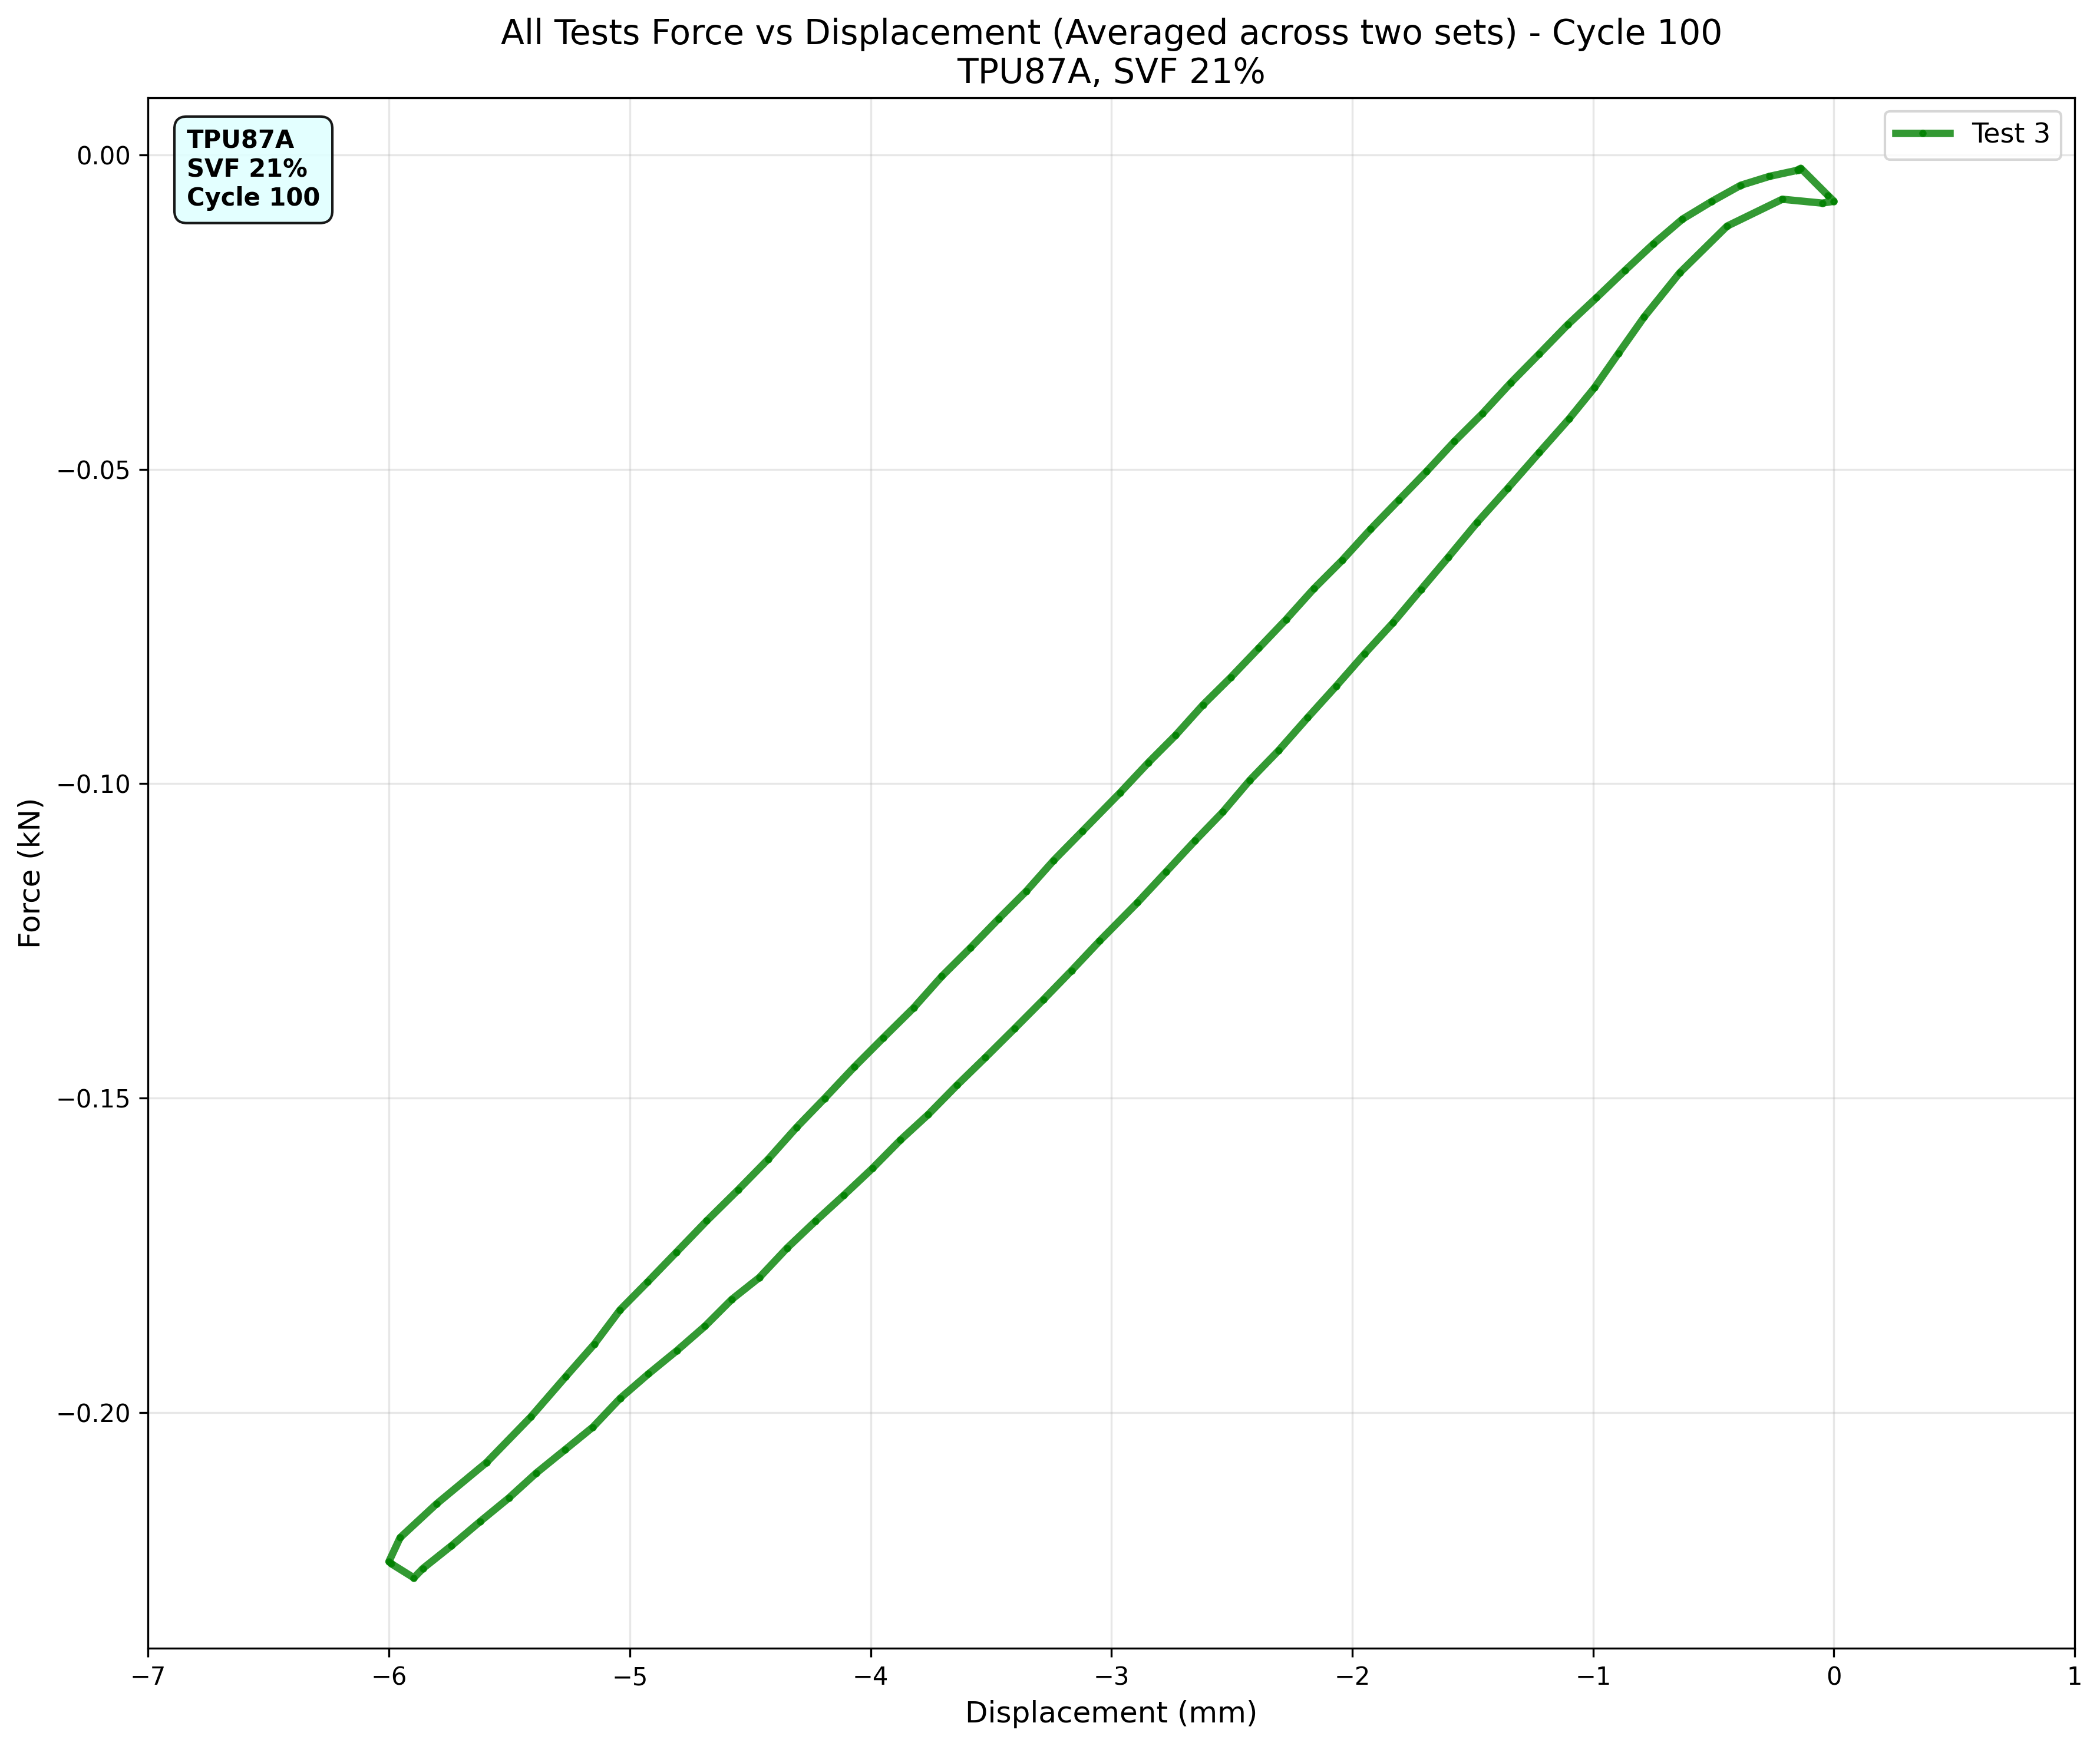 All Tests Force vs Displacement (Averaged across two sets) - Cycle 100
TPU87A, SVF 21%
TPU87A
SVF 21%
Cycle 100
Test 3
Force (kN)
0.00
−0.05
−0.10
−0.15
−0.20
−7 −6 −5 −4 −3 −2 −1 0 1
Displacement (mm)